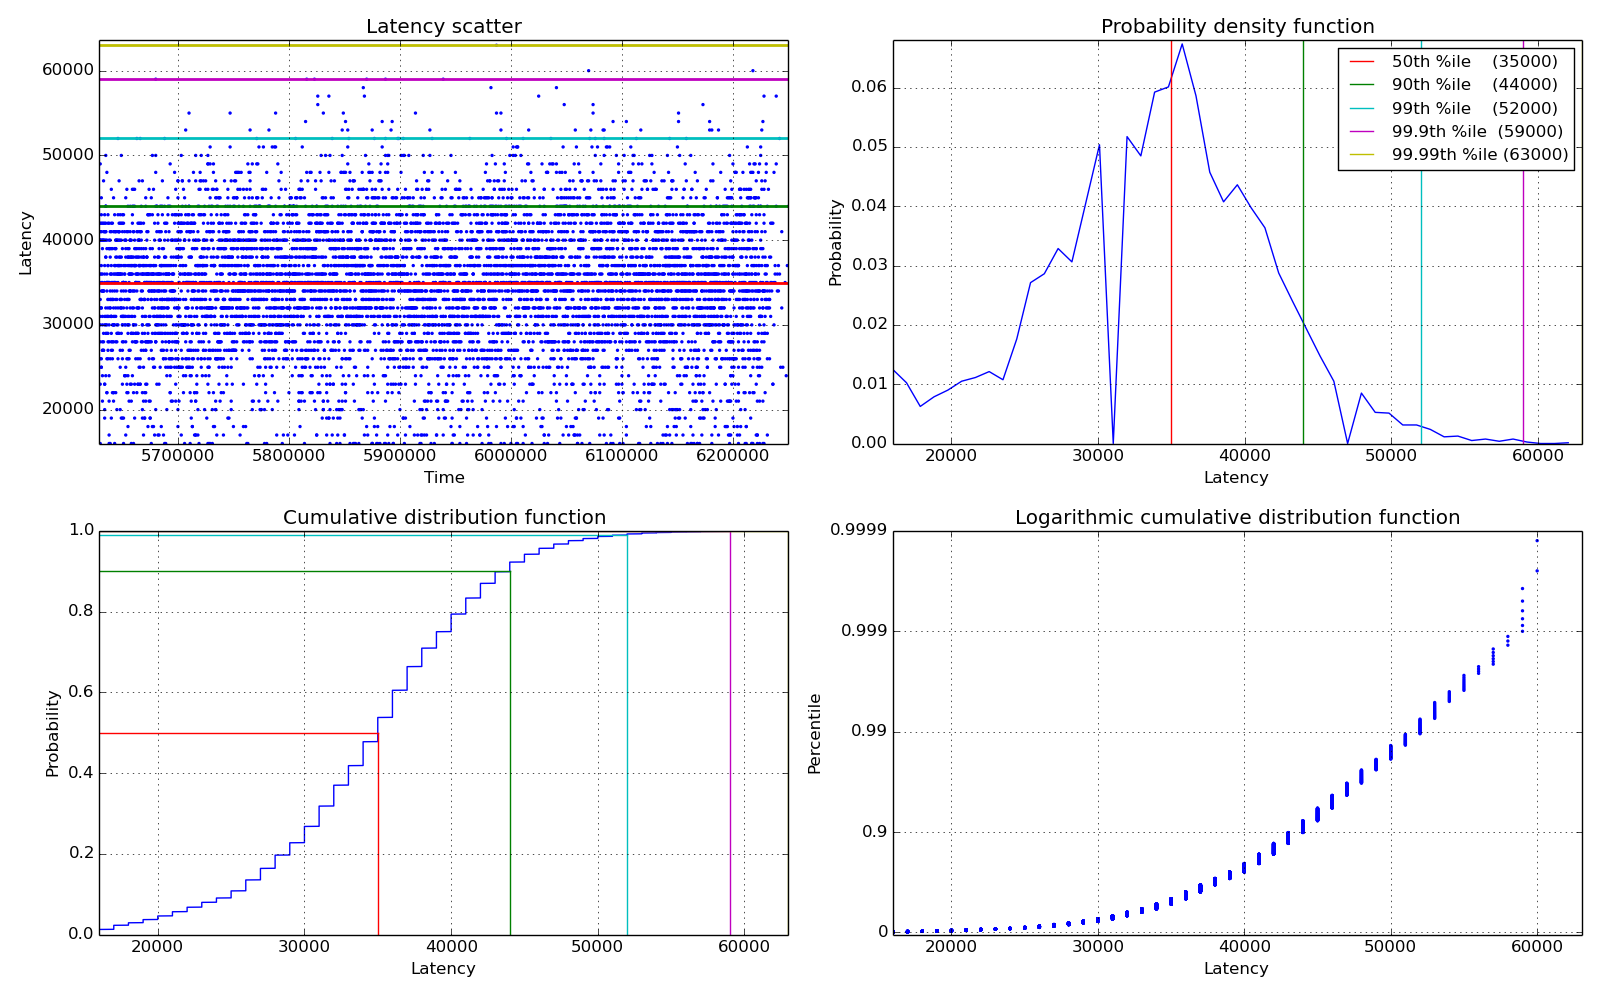 Latency scatter
60000
50000
40000
30000
20000
Latency
5700000 5800000 5900000 6000000 6100000 6200000
Time
Probability density function
50th %ile (35000)
90th %ile (44000)
99th %ile (52000)
99.9th %ile (59000)
99.99th %ile (63000)
0.06
0.05
0.04
0.03
0.02
0.01
0.00
Probability
20000 30000 40000 50000 60000
Latency
Cumulative distribution function
1.0
0.8
0.6
0.4
0.2
0.0
Probability
20000 30000 40000 50000 60000
Latency
Logarithmic cumulative distribution function
0.9999
0.999
0.99
0.9
0
Percentile
20000 30000 40000 50000 60000
Latency